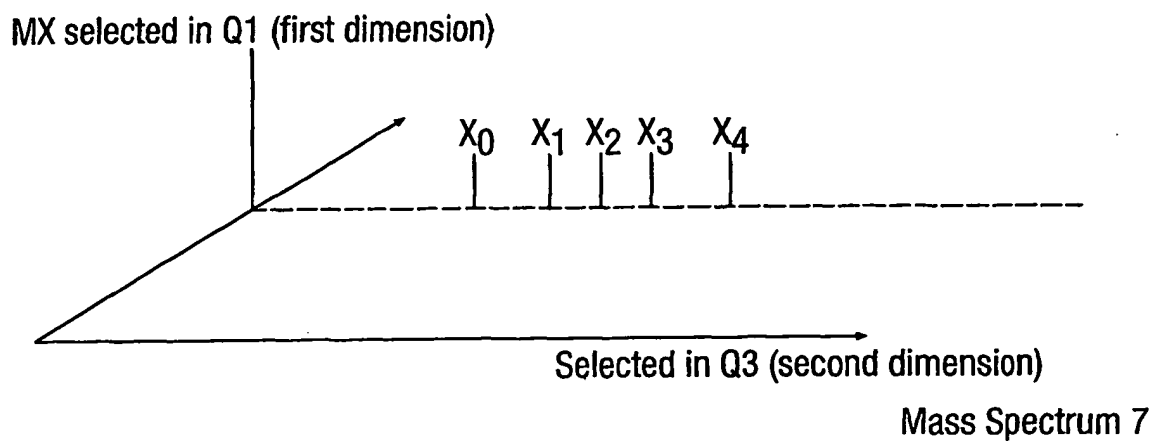 MX selected in Q1 (first dimension)
X0 X1 X2 X3 X4
Selected in Q3 (second dimension)
Mass Spectrum 7